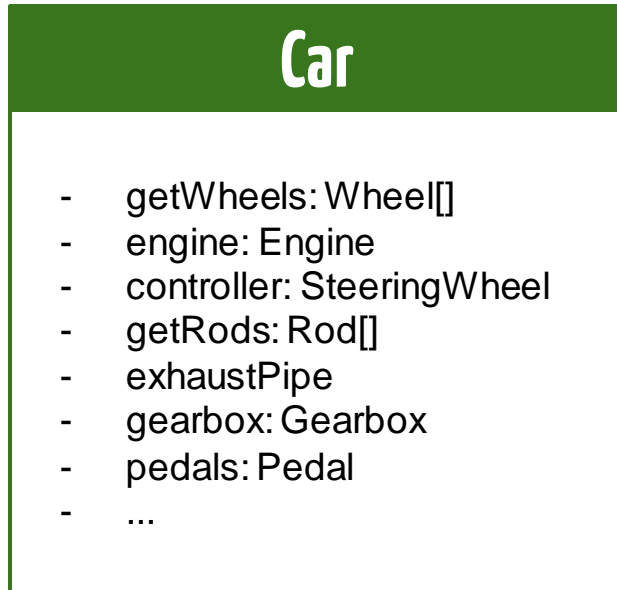 Car
- getWheels: Wheel[]
- engine: Engine
- controller: SteeringWheel
- getRods: Rod[]
- exhaustPipe
- gearbox: Gearbox
- pedals: Pedal
- ...